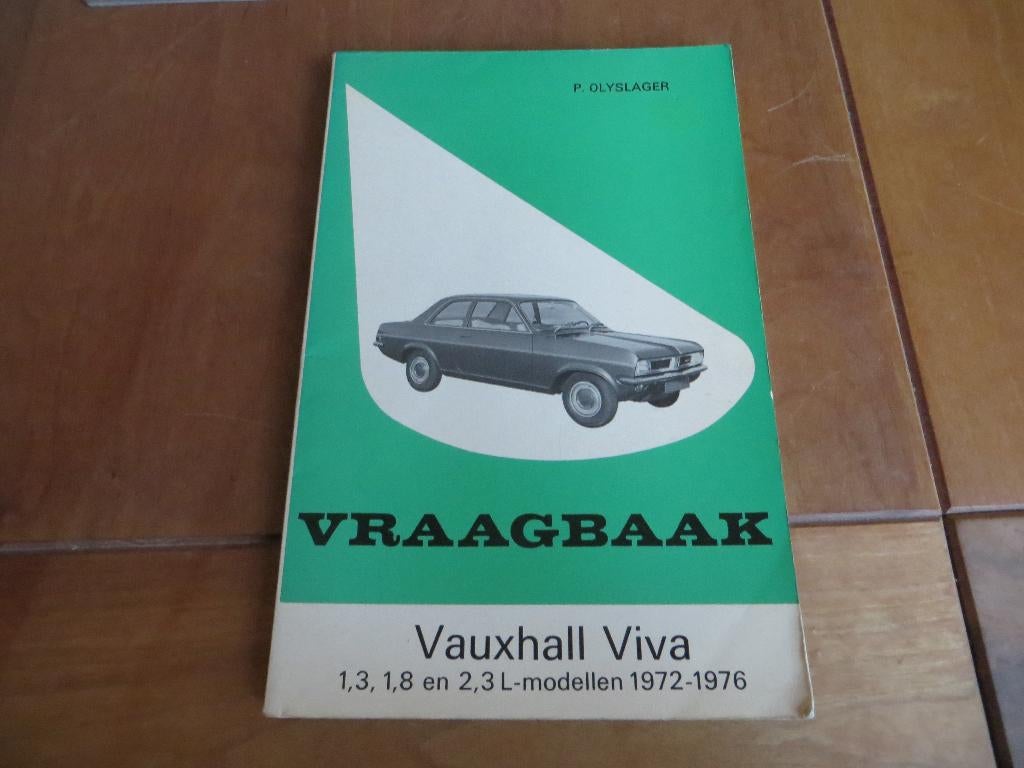 P. OLYSLAGER
VRAAGBAAK
Vauxhall Viva
1,3, 1,8 en 2,3 L-modellen 1972-1976